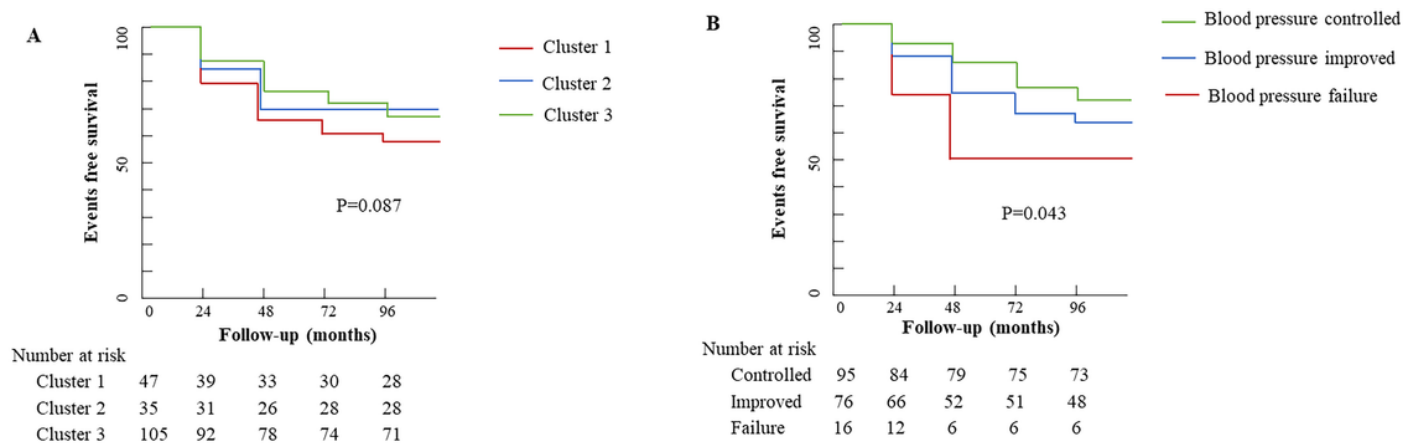 A
Events free survival
100
50
0
0 24 48 72 96
Follow-up (months)
P=0.087
Cluster 1
Cluster 2
Cluster 3
Number at risk
Cluster 1 47 39 33 30 28
Cluster 2 35 31 26 28 28
Cluster 3 105 92 78 74 71
B
Events free survival
100
50
0
0 24 48 72 96
Follow-up (months)
P=0.043
Blood pressure controlled
Blood pressure improved
Blood pressure failure
Number at risk
Controlled 95 84 79 75 73
Improved 76 66 52 51 48
Failure 16 12 6 6 6